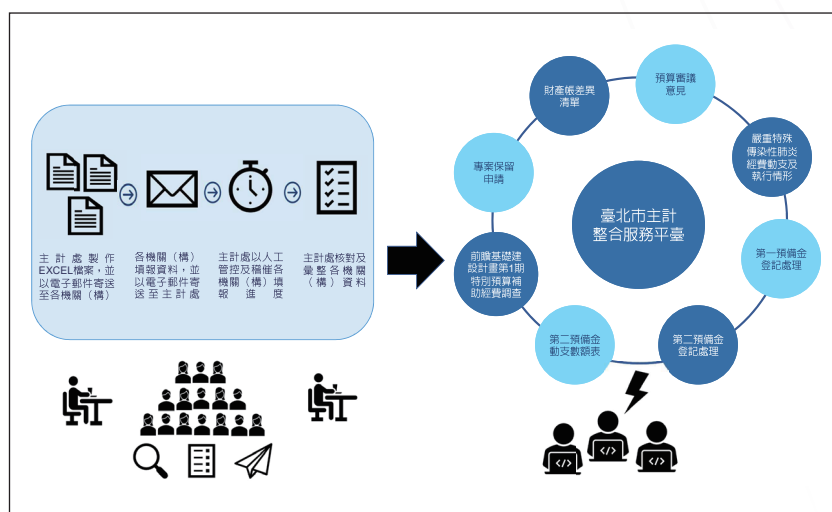 主計處製作
EXCEL檔案，並
以電子郵件寄送
至各機關（構）
各機關（構）
填報資料，並
以電子郵件寄
送至主計處
主計處以人工
管控及稽催各
機關（構）填
報進度
主計處核對及
彙整各機關
（構）資料
預算審議
意見
嚴重特殊
傳染性肺炎
經費動支及
執行情形
第一預備金
登記處理
第二預備金
登記處理
第二預備金
動支數額表
前瞻基礎建
設計畫第1期
特別預算補
助經費調查
專案保留
申請
財產帳差異
清單
臺北市主計
整合服務平臺